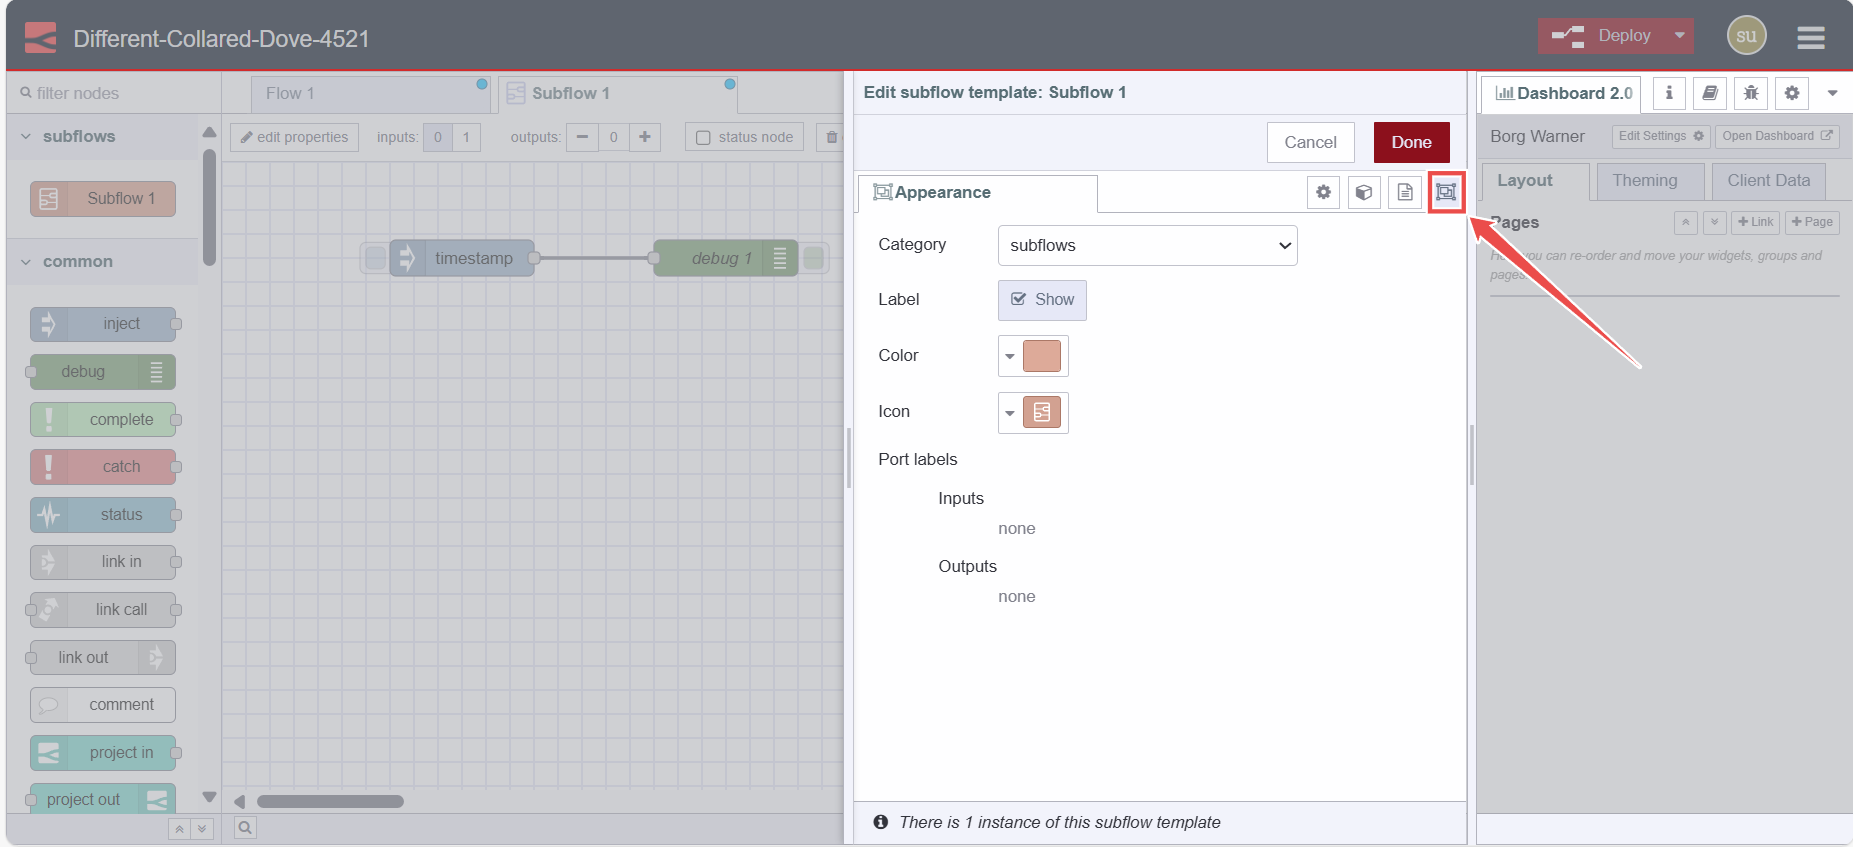 Different-Collared-Dove-4521
Deploy
su
filter nodes
Flow 1
Subflow 1
Edit subflow template: Subflow 1
Dashboard 2.0
subflows
edit properties
inputs: 0 1
outputs: 0
status node
Cancel
Done
Borg Warner
Edit Settings
Open Dashboard
Subflow 1
Appearance
Layout
Theming
Client Data
Pages
Link
Page
common
timestamp
debug 1
Category
subflows
you can re-order and move your widgets, groups and
pages
Label
Show
inject
Color
debug
Icon
complete
Port labels
catch
Inputs
status
none
link in
Outputs
link call
none
link out
comment
project in
project out
There is 1 instance of this subflow template